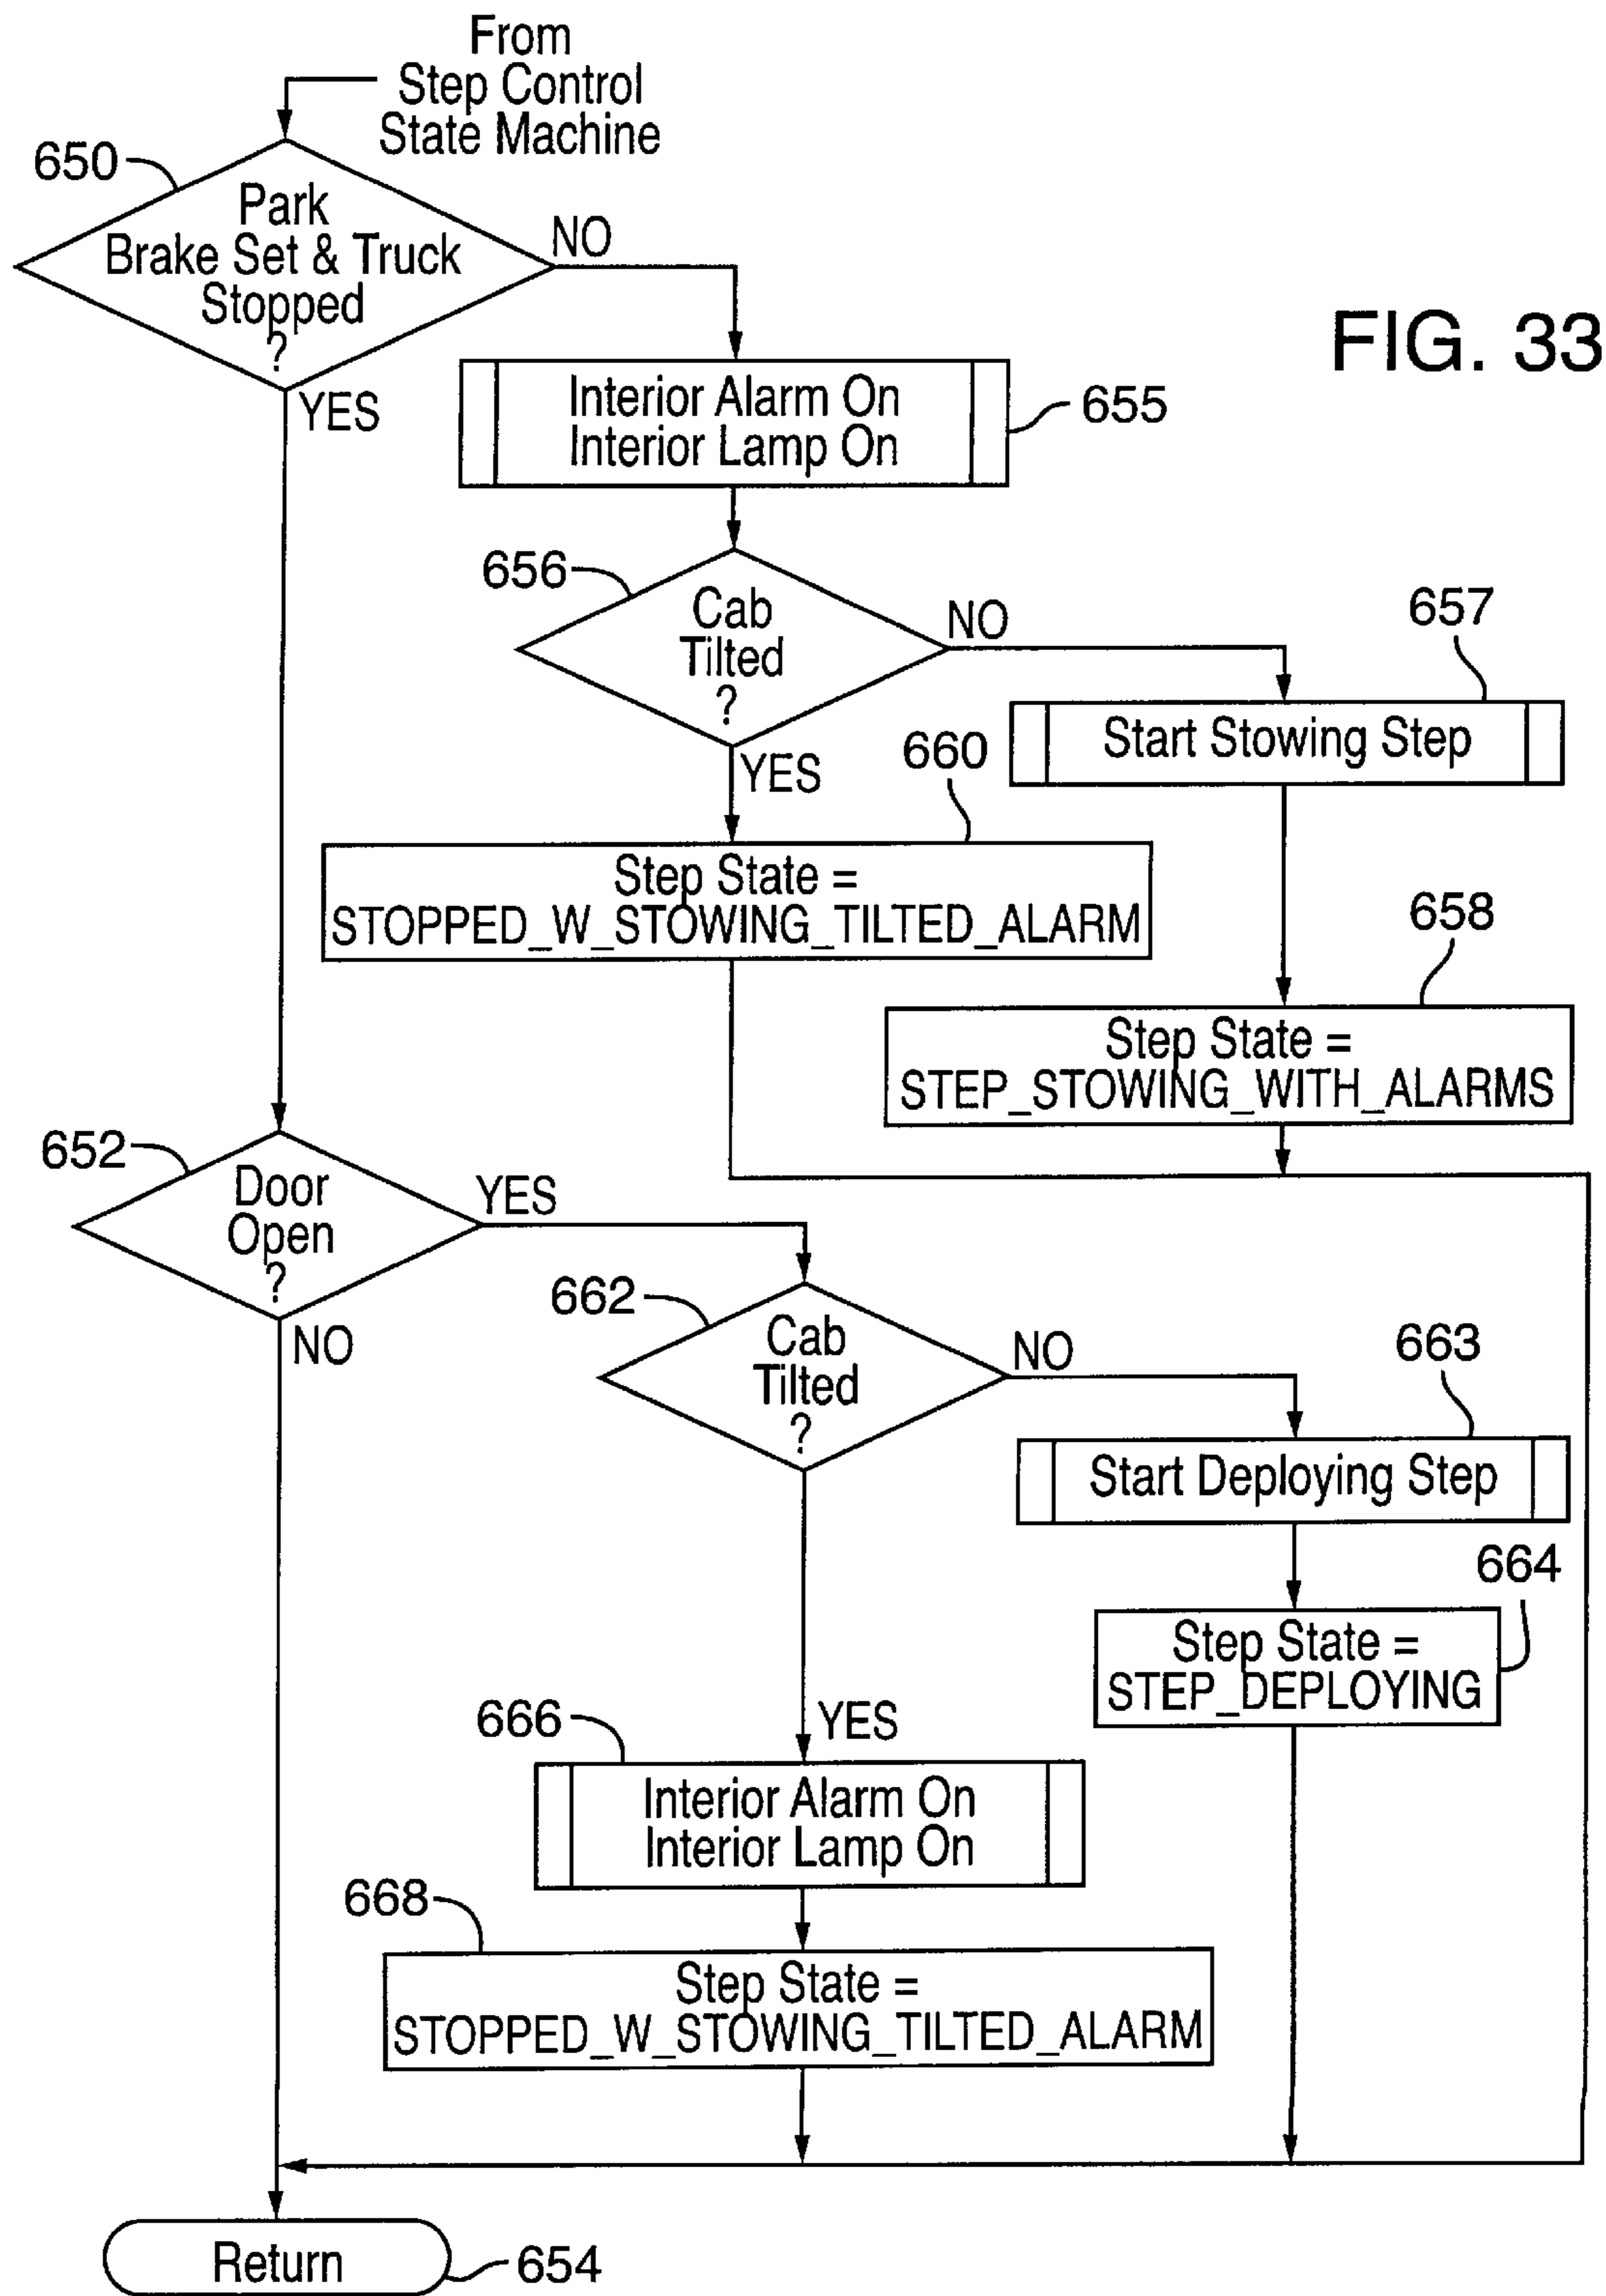 From
Step Control
State Machine
650
Park
Brake Set & Truck
Stopped
?
NO
YES
FIG. 33
Interior Alarm On
Interior Lamp On
655
656
Cab
Tilted
?
NO
YES
657
Start Stowing Step
660
Step State =
STOPPED_W_STOWING_TILTED_ALARM
658
Step State =
STEP_STOWING_WITH_ALARMS
652
Door
Open
?
YES
NO
662
Cab
Tilted
?
NO
663
Start Deploying Step
664
Step State =
STEP_DEPLOYING
YES
666
Interior Alarm On
Interior Lamp On
668
Step State =
STOPPED_W_STOWING_TILTED_ALARM
Return
654